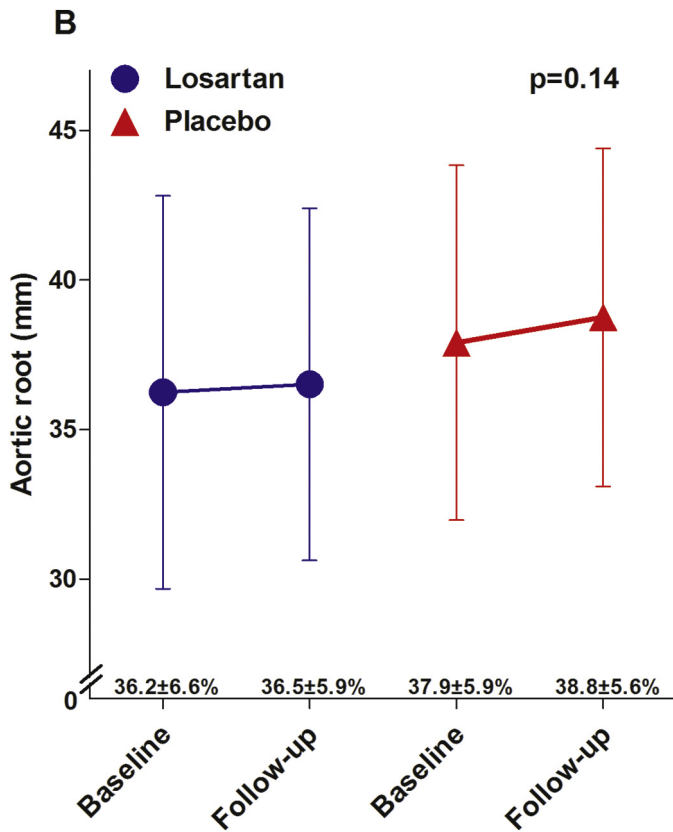 B
Losartan
Placebo
p=0.14
45
40
35
30
0
Aortic root (mm)
36.2±6.6%
36.5±5.9%
37.9±5.9%
38.8±5.6%
Baseline
Follow-up
Baseline
Follow-up